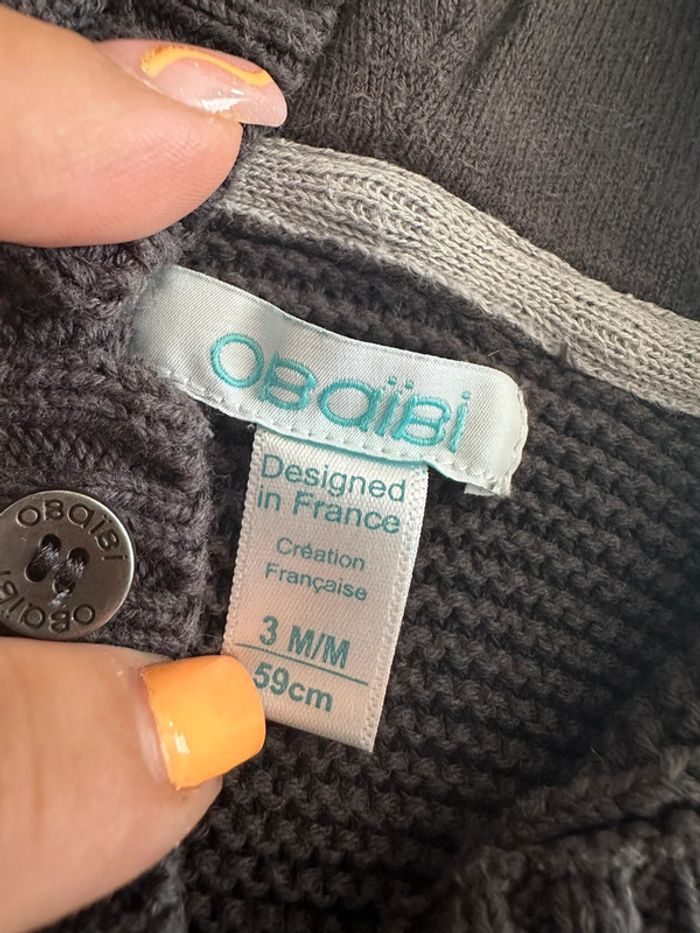 OBaïBi
Designed
in France
Création
Française
3 M/M
59cm
OBAÏBI
OBAÏBI